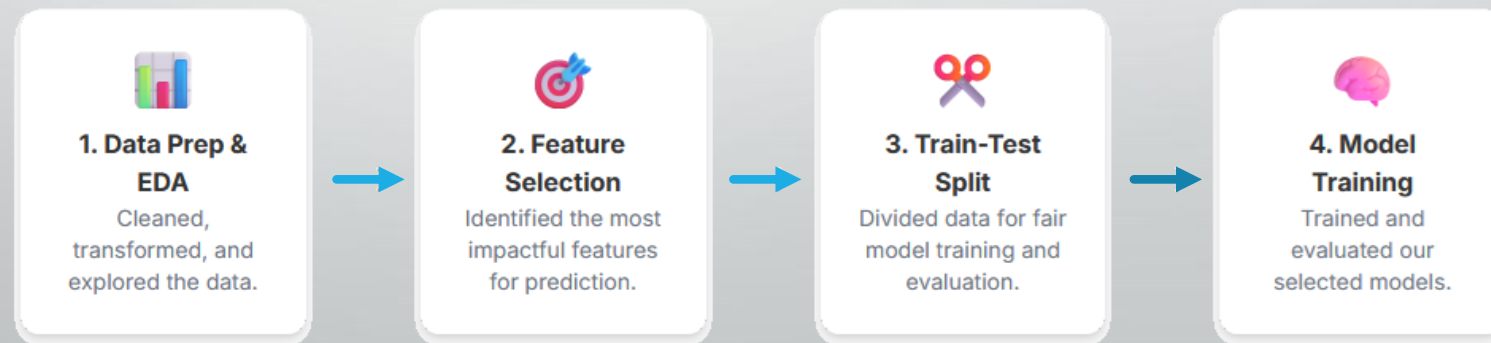 1. Data Prep &
EDA
Cleaned,
transformed, and
explored the data.
2. Feature
Selection
Identified the most
impactful features
for prediction.
3. Train-Test
Split
Divided data for fair
model training and
evaluation.
4. Model
Training
Trained and
evaluated our
selected models.